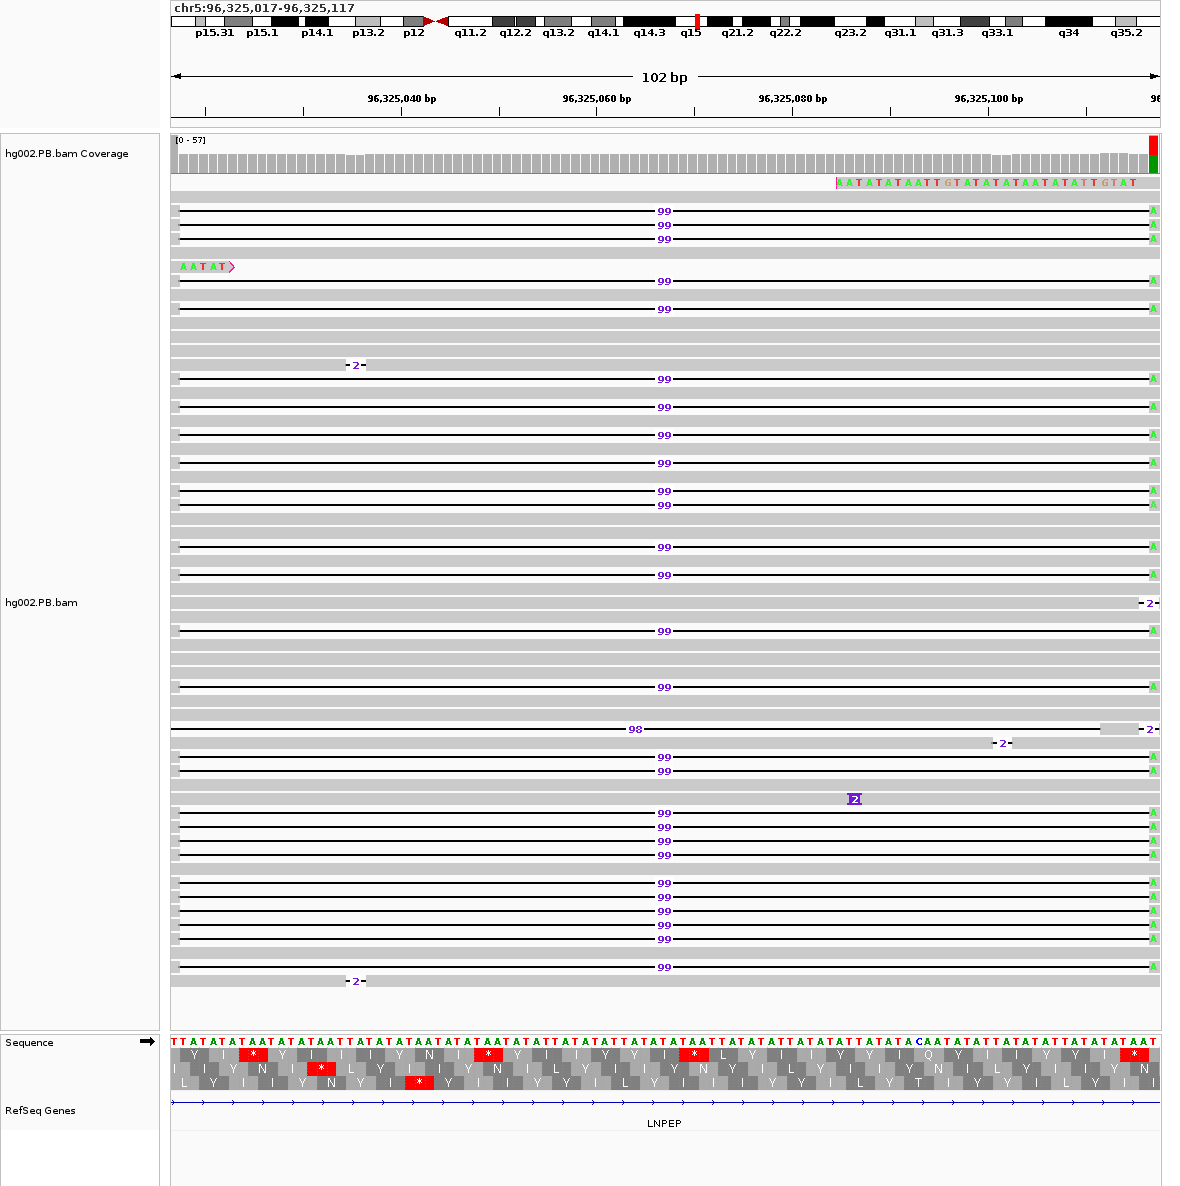 chr5:96,325,017-96,325,117
p15.31 p15.1 p14.1 p13.2 p12 q11.2 q12.2 q13.2 q14.1 q14.3 q15 q21.2 q22.2 q23.2 q31.1 q31.3 q33.1 q34 q35.2
102 bp
96,325,040 bp 96,325,060 bp 96,325,080 bp 96,325,100 bp 96
[0 - 57]
hg002.PB.bam Coverage
AATATATAATTGTATATATAATATATTGTAT
99 A
99 A
99 A
AATAT
99 A
99 A
2
99 A
99 A
99 A
99 A
99 A
99 A
99 A
99 A
hg002.PB.bam 2
99 A
99 A
98 2
2
99 A
99 A
2
99 A
99 A
99 A
99 A
99 A
99 A
99 A
99 A
99 A
99 A
2
Sequence TTATATATAATATATAATTATATATAATATATAATATATTATATATTATATATAATTATATATTATATATTATATACAATATATTATATATTATATATAAT
Y I * Y I I I Y N I * Y I I Y Y I * L Y I I Y Y I Q Y I I Y Y I *
I I Y N I * L Y I I Y N I L Y I I Y N Y I L Y I I Y N I L Y I I Y N
L Y I I Y N Y I * Y I I Y Y I L Y I I I Y Y I L Y T I Y Y I L Y I I
RefSeq Genes
LNPEP